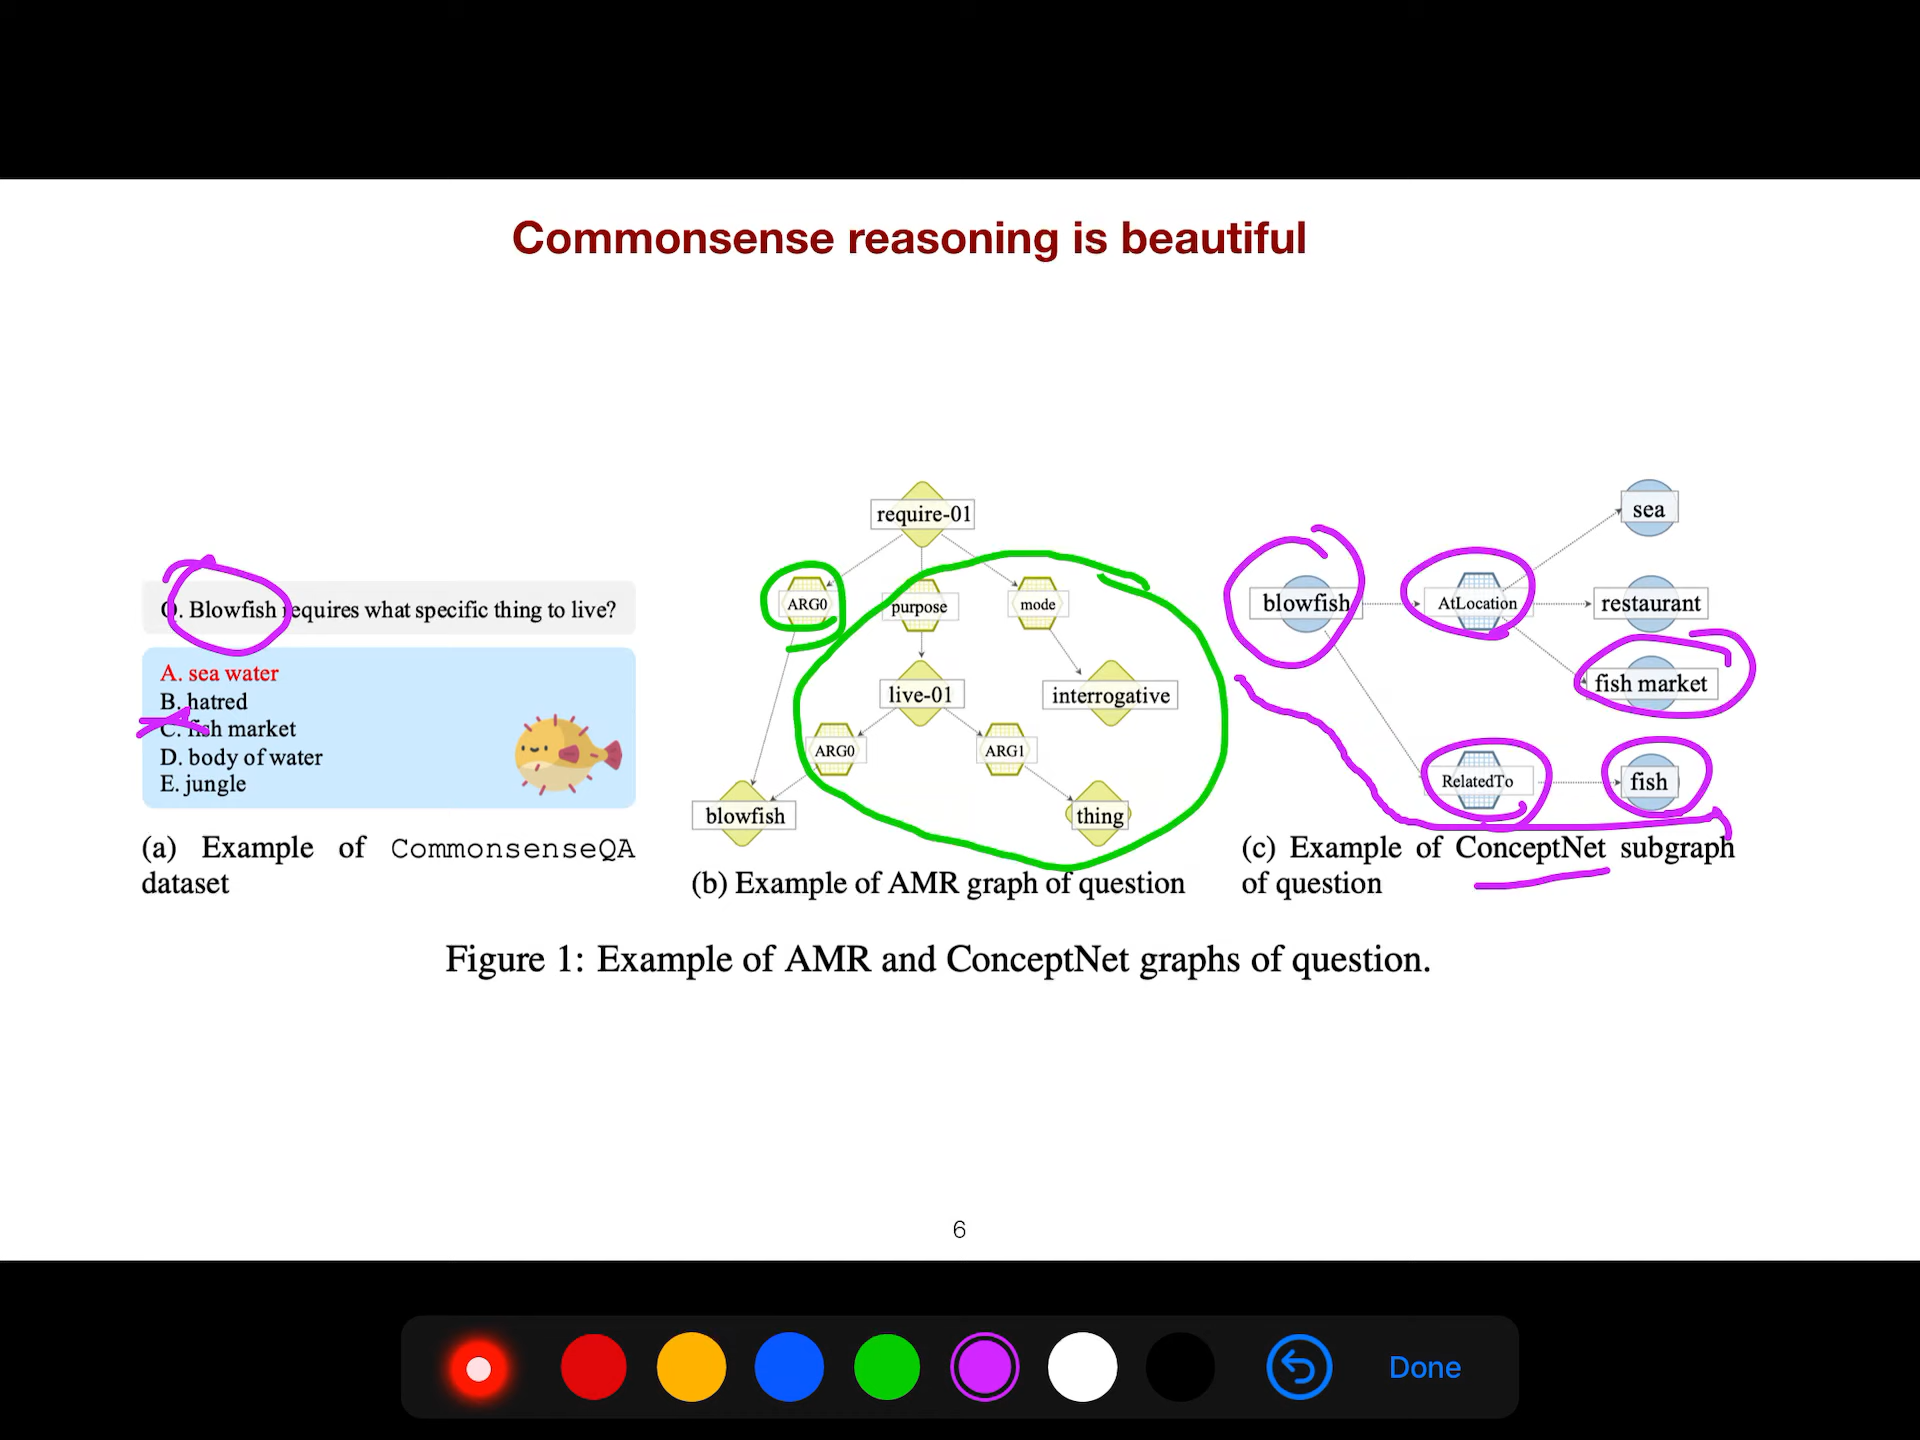 Commonsense reasoning is beautiful
Q. Blowfish requires what specific thing to live?
A. sea water
B. hatred
C. fish market
D. body of water
E. jungle
(a) Example of CommonsenseQA
dataset
require-01
ARG0
purpose
mode
live-01
interrogative
ARG0
ARG1
blowfish
thing
(b) Example of AMR graph of question
sea
blowfish
AtLocation
restaurant
fish market
RelatedTo
fish
(c) Example of ConceptNet subgraph
of question
Figure 1: Example of AMR and ConceptNet graphs of question.
6
Done